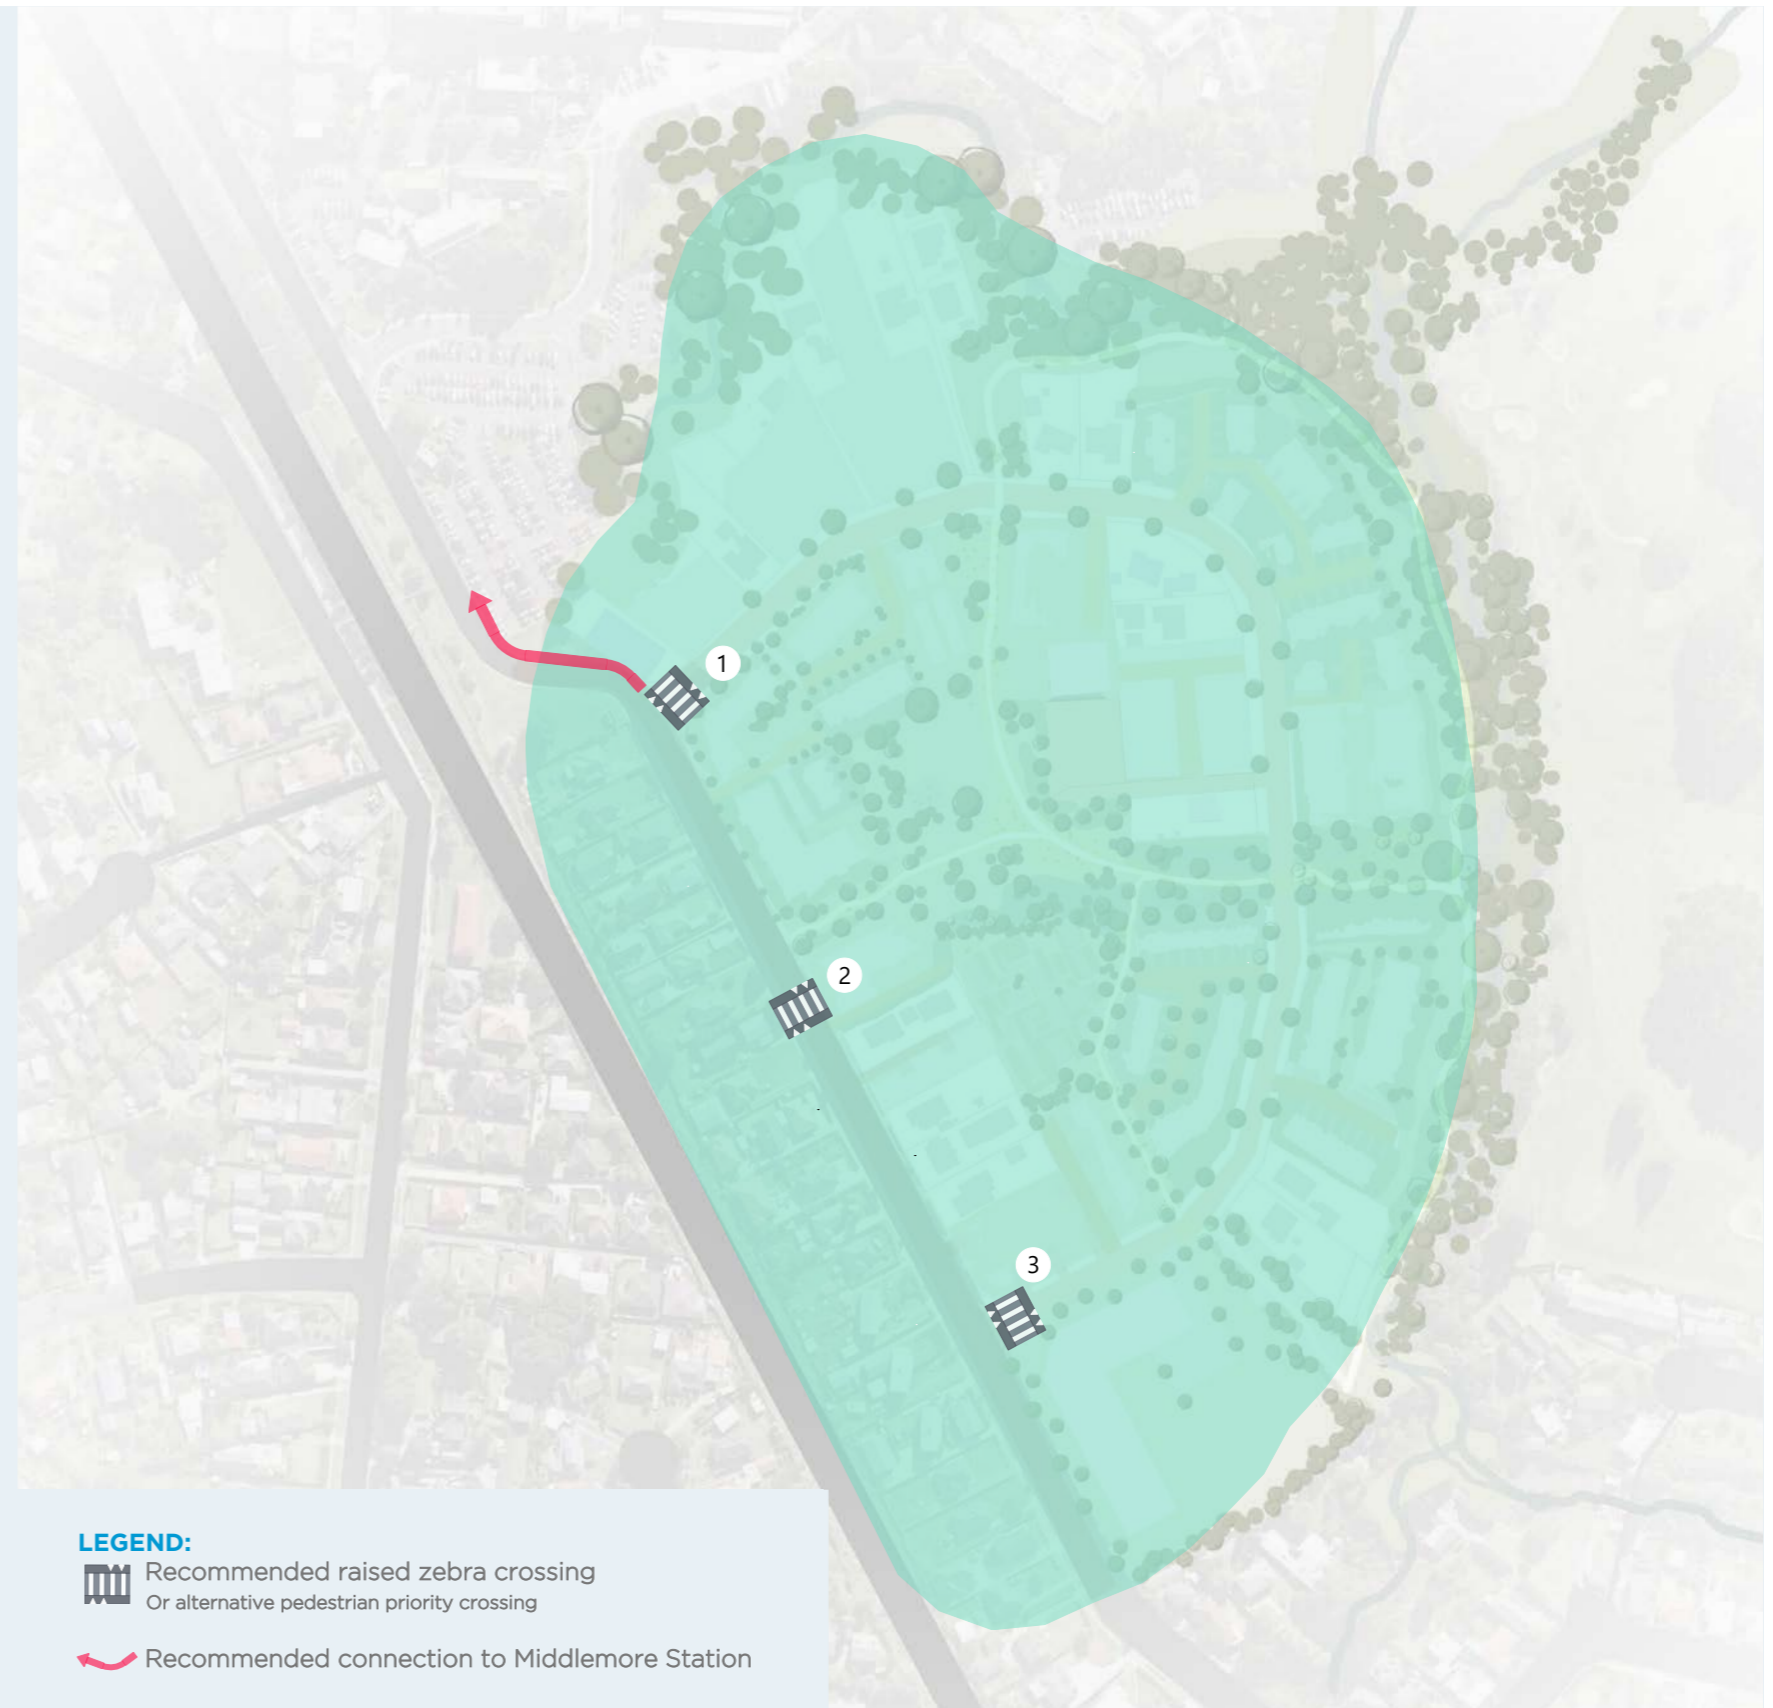 1
2
3
LEGEND:
Recommended raised zebra crossing
Or alternative pedestrian priority crossing
Recommended connection to Middlemore Station